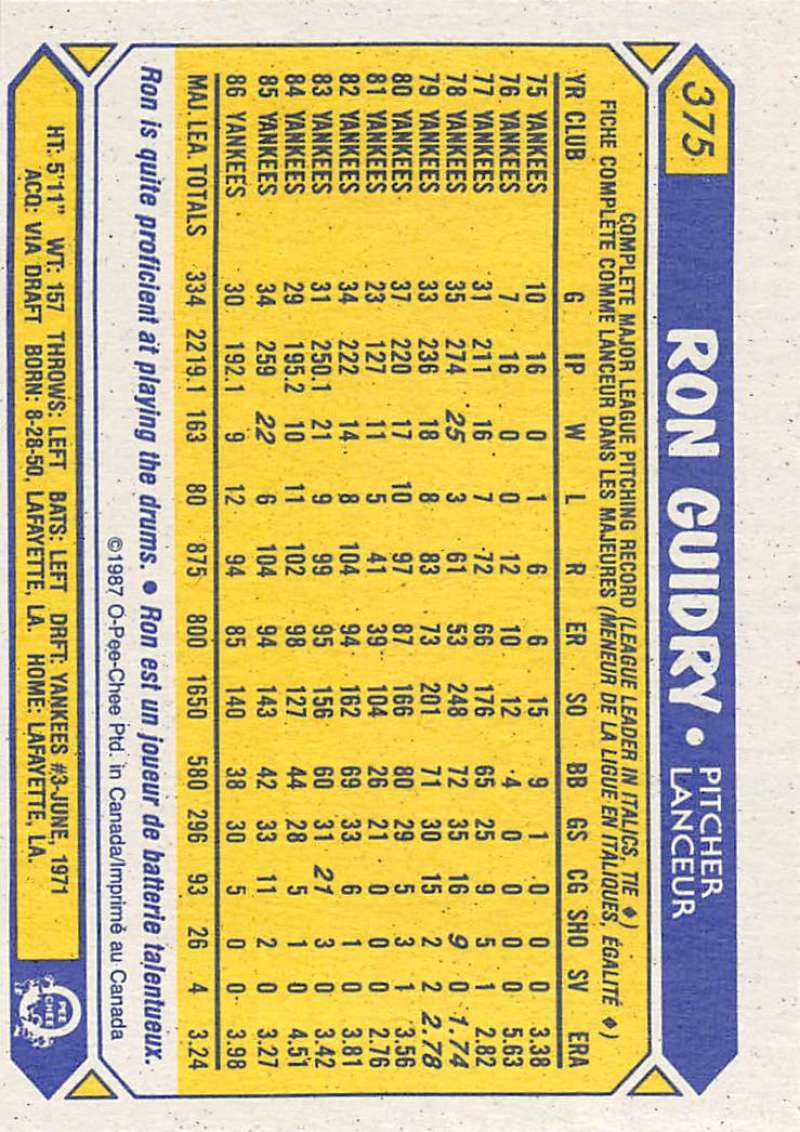 375
RON GUIDRY • PITCHER
LANCEUR
COMPLETE MAJOR LEAGUE PITCHING RECORD (LEAGUE LEADER IN ITALICS, TIE ♦)
FICHE COMPLÈTE COMME LANCEUR DANS LES MAJEURES (MENEUR DE LA LIGUE EN ITALIQUES, ÉGALITÉ ♦)
YR CLUB G IP W L R ER SO BB GS CG SHO SV ERA
75 YANKEES 10 16 0 1 6 6 15 9 1 0 0 0 3.38
76 YANKEES 7 16 0 0 12 10 12 4 0 0 0 0 5.63
77 YANKEES 31 211 16 7 72 66 176 65 25 9 5 1 2.82
78 YANKEES 35 274 25 3 61 53 248 72 35 16 9 0 1.74
79 YANKEES 33 236 18 8 83 73 201 71 30 15 2 2 2.78
80 YANKEES 37 220 17 10 97 87 166 80 29 5 3 1 3.56
81 YANKEES 23 127 11 5 41 39 104 26 21 0 0 0 2.76
82 YANKEES 34 222 14 8 104 94 162 69 33 6 1 0 3.81
83 YANKEES 31 250.1 21 9 99 95 156 60 31 21 3 0 3.42
84 YANKEES 29 195.2 10 11 102 98 127 44 28 5 1 0 4.51
85 YANKEES 34 259 22 6 104 94 143 42 33 11 2 0 3.27
86 YANKEES 30 192.1 9 12 94 85 140 38 30 5 0 0 3.98
MAJ. LEA. TOTALS 334 2219.1 163 80 875 800 1650 580 296 93 26 4 3.24
Ron is quite proficient at playing the drums. • Ron est un joueur de batterie talentueux.
©1987 O-Pee-Chee Ptd. in Canada/Imprimé au Canada
HT: 5'11" WT: 157 THROWS: LEFT BATS: LEFT DRFT: YANKEES #3-JUNE, 1971
ACQ: VIA DRAFT BORN: 8-28-50, LAFAYETTE, LA. HOME: LAFAYETTE, LA.
O PEE CHEE